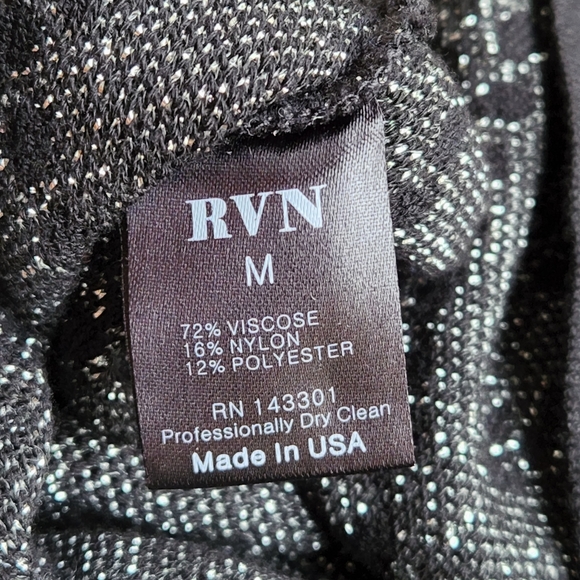 RVN
M
72% VISCOSE
16% NYLON
12% POLYESTER
RN 143301
Professionally Dry Clean
Made In USA